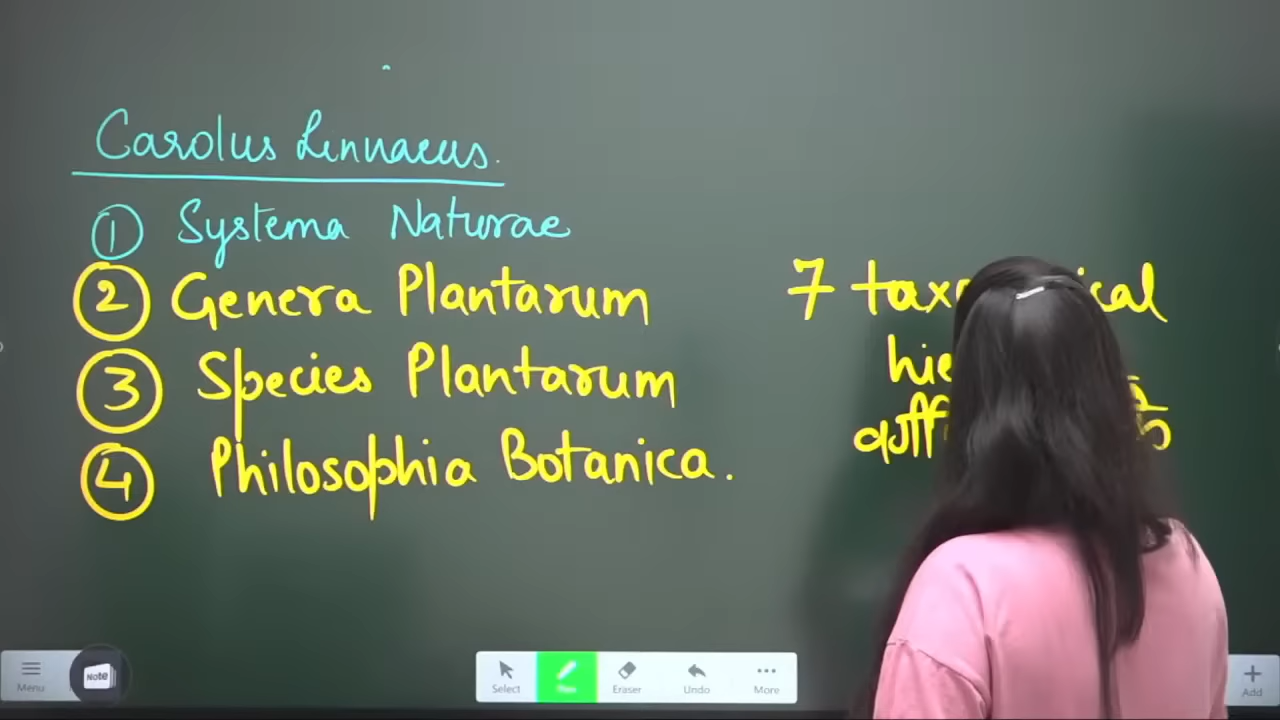 Carolus Linnaeus.
① Systema Naturae
② Genera Plantarum
③ Species Plantarum
④ Philosophia Botanica.
7
Note
Menu
Select
Pen
Eraser
Undo
More
Add